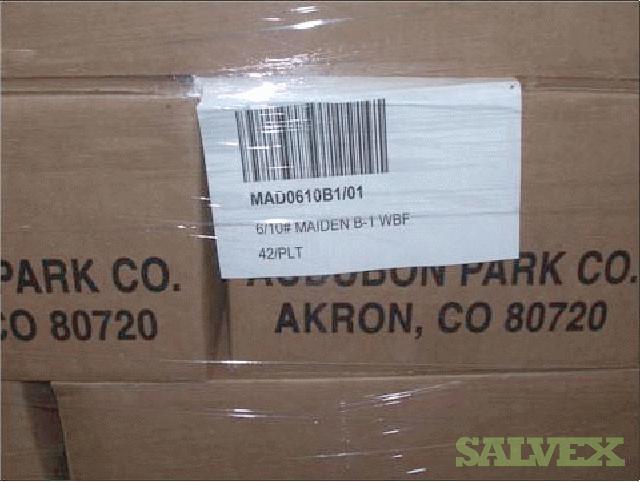 MAD0610B1/01
6/10# MAIDEN B-1 WBF
42/PLT
PARK CO.
CO 80720
AUDUBON PARK CO.
AKRON, CO 80720
SALVEX